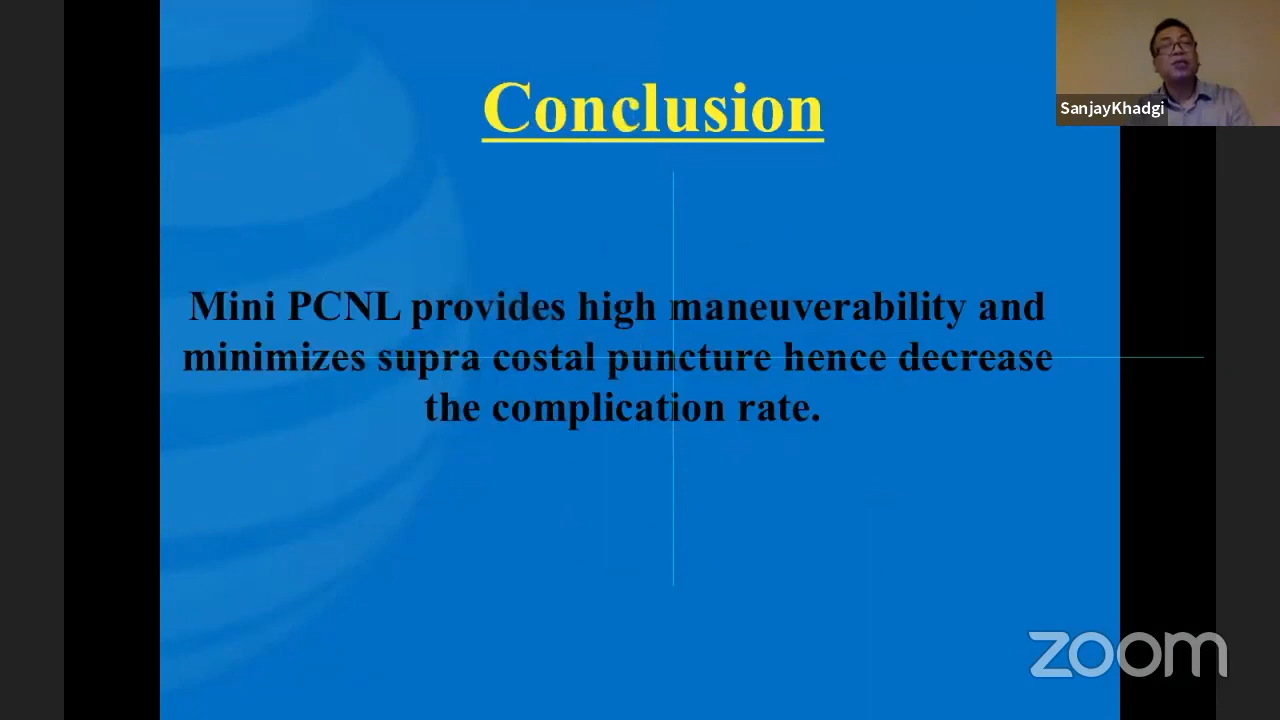 Conclusion
SanjayKhadgi
Mini PCNL provides high maneuverability and
minimizes supra costal puncture hence decrease
the complication rate.
zoom